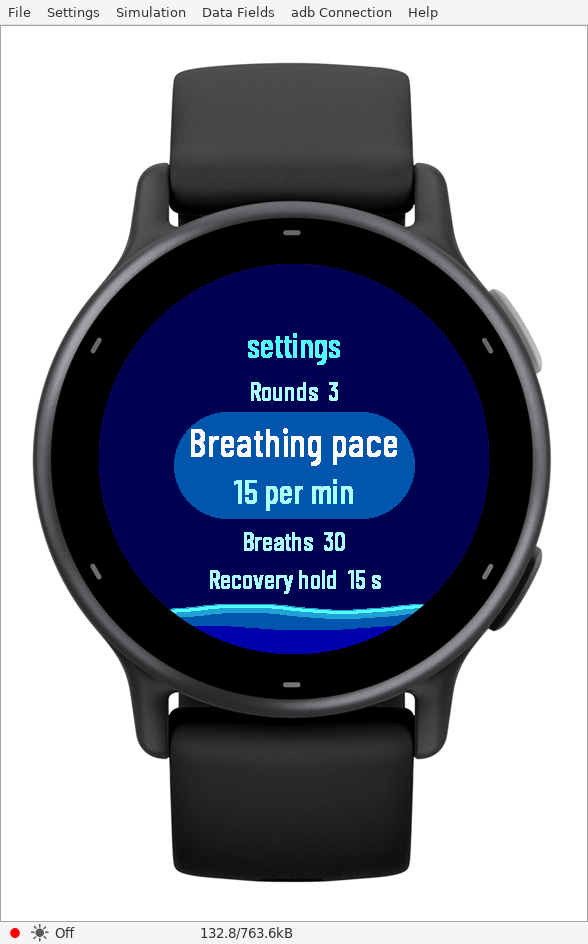 File Settings Simulation Data Fields adb Connection Help
settings
Rounds 3
Breathing pace
15 per min
Breaths 30
Recovery hold 15 s
Off 132.8/763.6kB